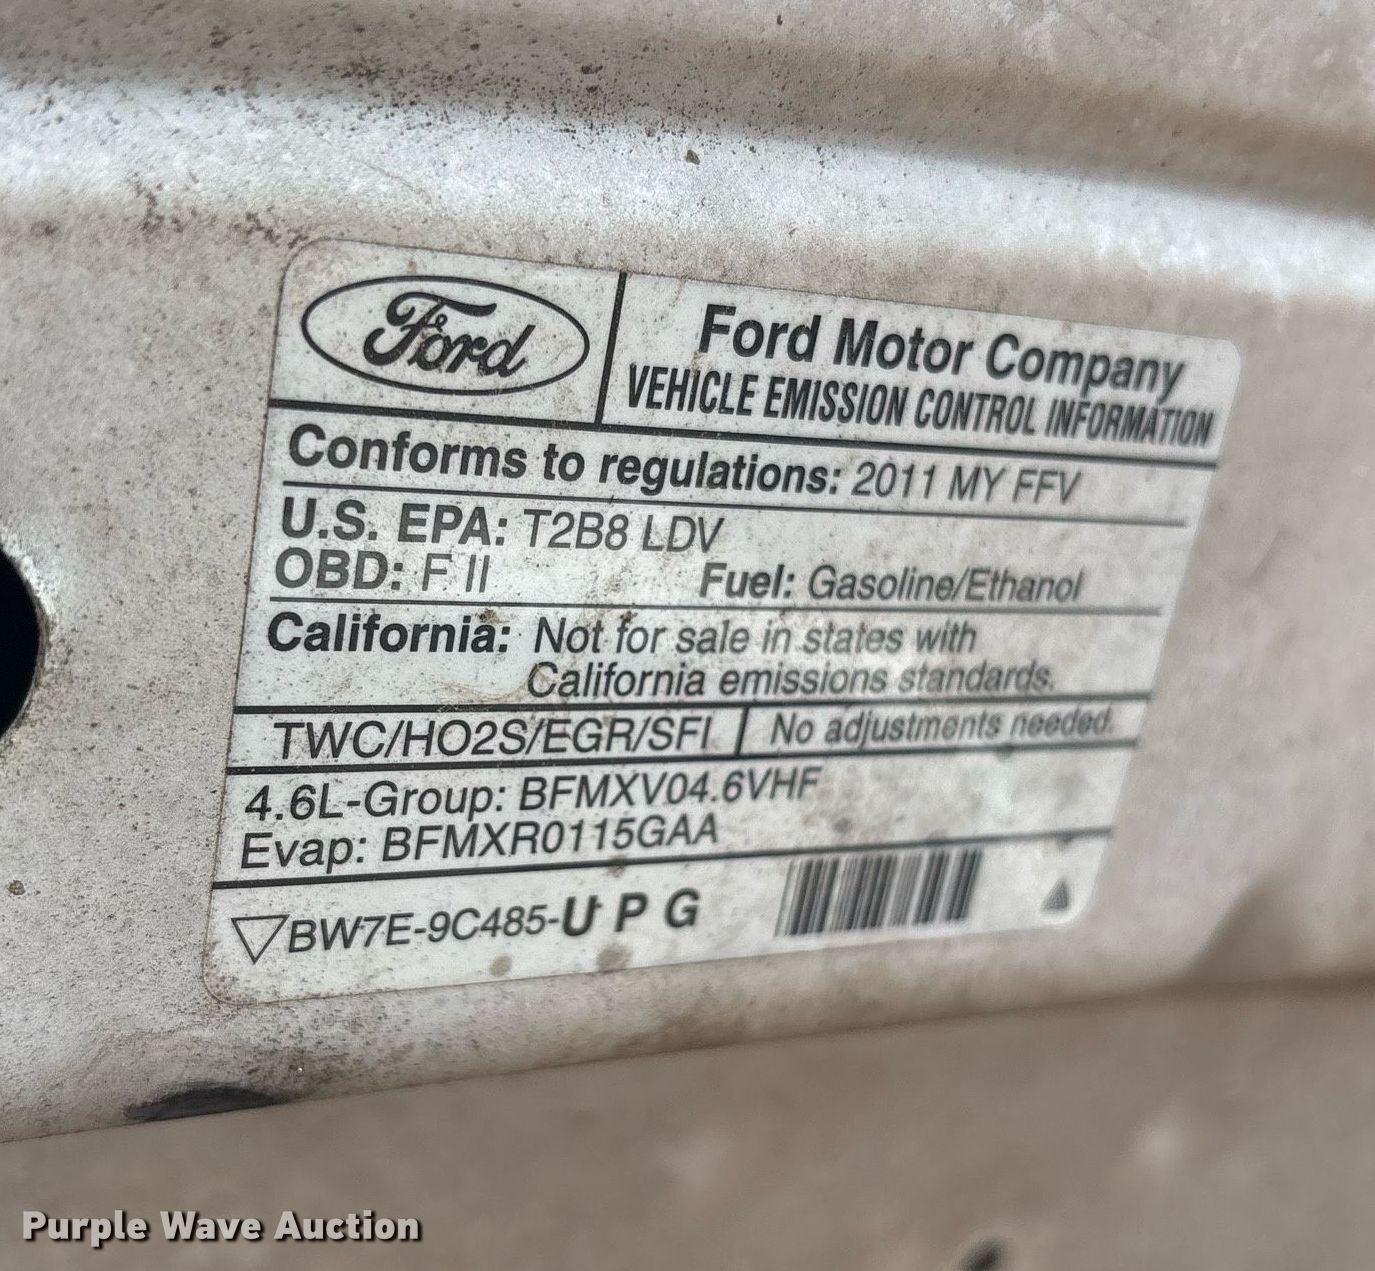 Ford
Ford Motor Company
VEHICLE EMISSION CONTROL INFORMATION
Conforms to regulations: 2011 MY FFV
U.S. EPA: T2B8 LDV
OBD: F II Fuel: Gasoline/Ethanol
California: Not for sale in states with
California emissions standards.
TWC/HO2S/EGR/SFI No adjustments needed.
4.6L-Group: BFMXV04.6VHF
Evap: BFMXR0115GAA
BW7E-9C485-U P G
Purple Wave Auction